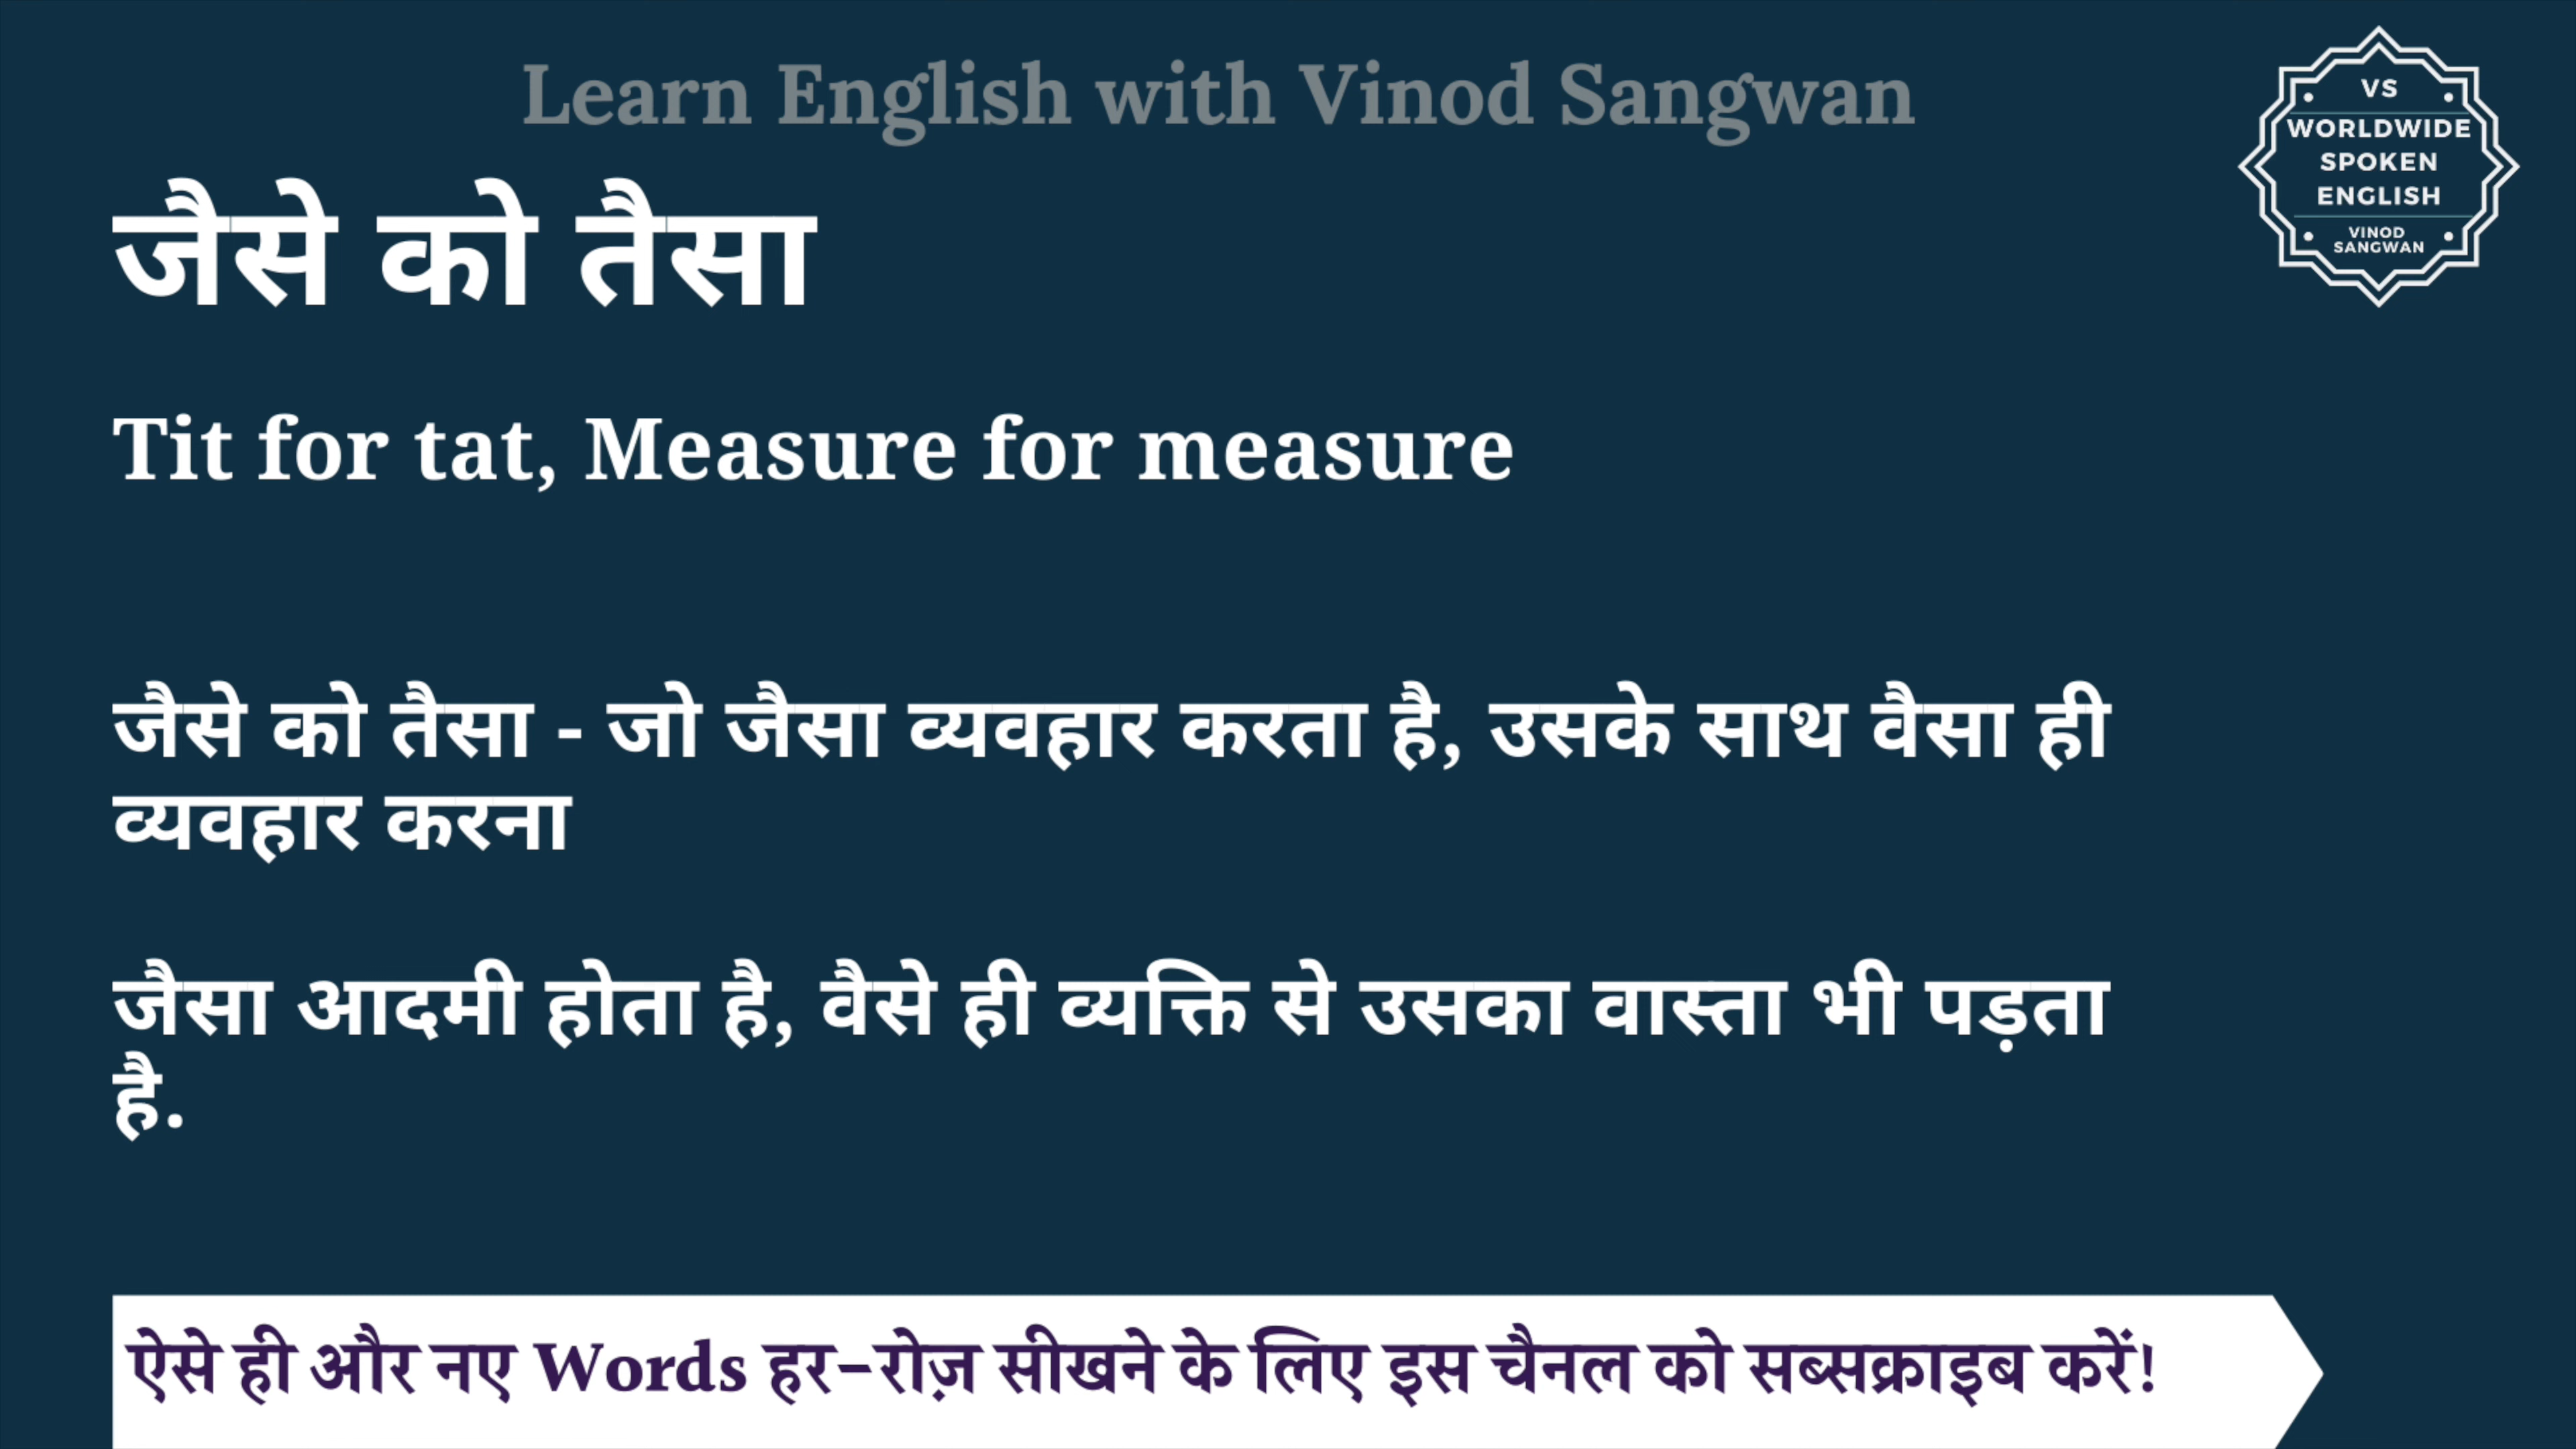 Learn English with Vinod Sangwan
VS
WORLDWIDE
SPOKEN
ENGLISH
VINOD
SANGWAN
जैसे को तैसा
Tit for tat, Measure for measure
जैसे को तैसा - जो जैसा व्यवहार करता है, उसके साथ वैसा ही
व्यवहार करना
जैसा आदमी होता है, वैसे ही व्यक्ति से उसका वास्ता भी पड़ता
है.
ऐसे ही और नए Words हर-रोज़ सीखने के लिए इस चैनल को सब्सक्राइब करें!